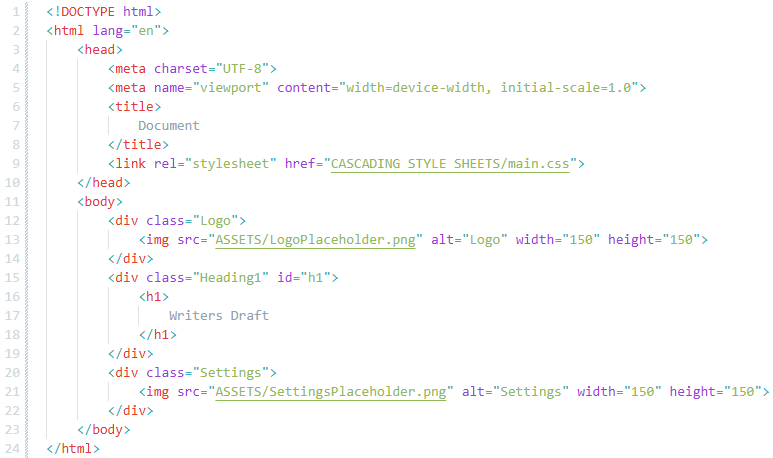 1 <!DOCTYPE html>
2 <html lang="en">
3     <head>
4         <meta charset="UTF-8">
5         <meta name="viewport" content="width=device-width, initial-scale=1.0">
6         <title>
7             Document
8         </title>
9         <link rel="stylesheet" href="CASCADING STYLE SHEETS/main.css">
10     </head>
11     <body>
12         <div class="Logo">
13             <img src="ASSETS/LogoPlaceholder.png" alt="Logo" width="150" height="150">
14         </div>
15         <div class="Heading1" id="h1">
16             <h1>
17                 Writers Draft
18             </h1>
19         </div>
20         <div class="Settings">
21             <img src="ASSETS/SettingsPlaceholder.png" alt="Settings" width="150" height="150">
22         </div>
23     </body>
24 </html>